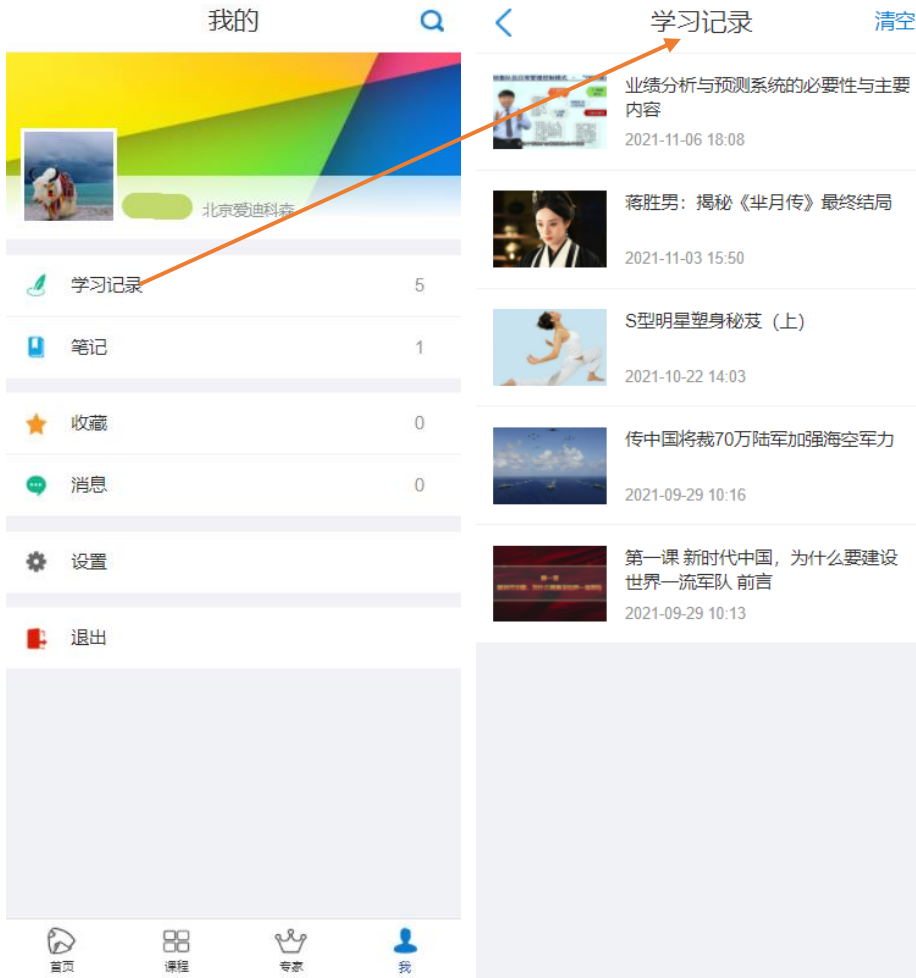 我的
北京爱迪科森
学习记录
5
笔记
1
收藏
0
消息
0
设置
退出
首页
课程
专家
我
学习记录
清空
业绩分析与预测系统的必要性与主要
内容
2021-11-06 18:08
蒋胜男：揭秘《芈月传》最终结局
2021-11-03 15:50
S型明星塑身秘芨（上）
2021-10-22 14:03
传中国将裁70万陆军加强海空军力
2021-09-29 10:16
第一课 新时代中国，为什么要建设
世界一流军队 前言
2021-09-29 10:13